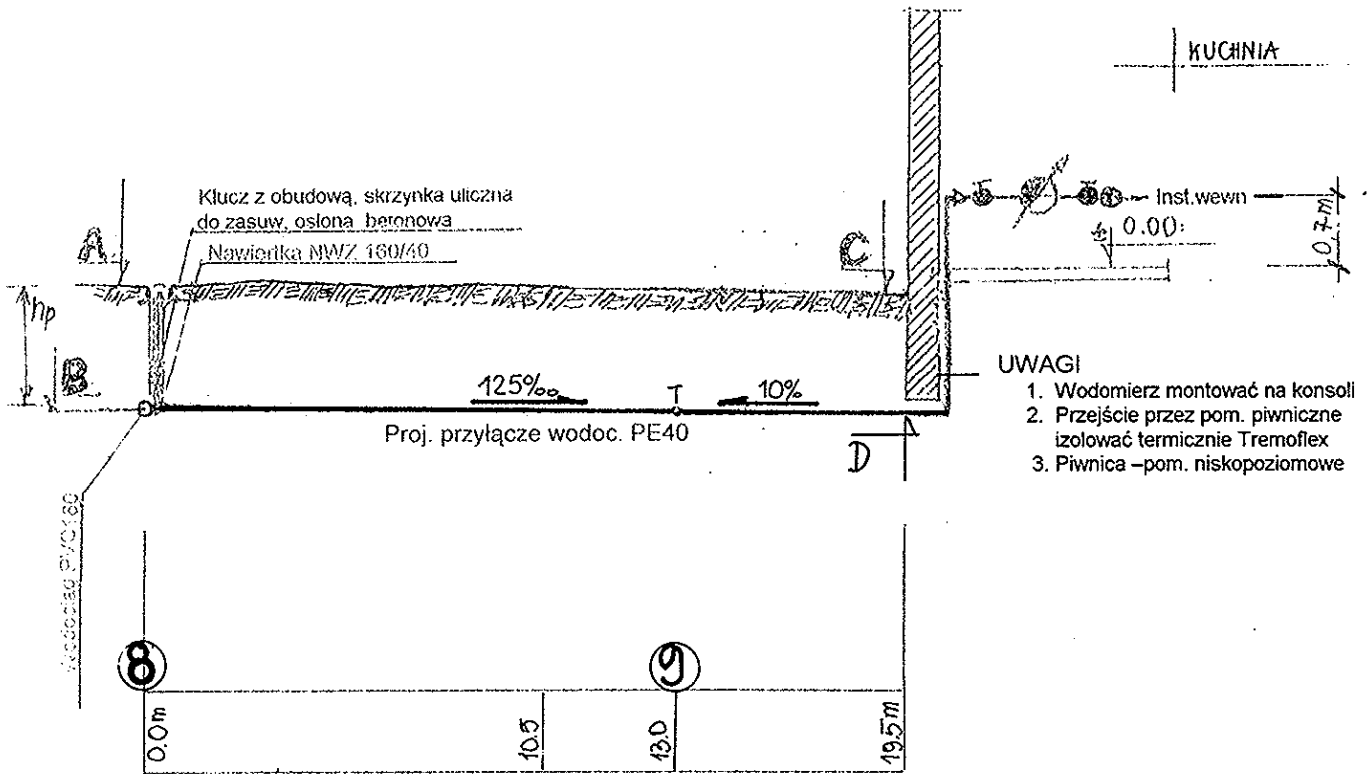 KUCHNIA
Klucz z obudową, skrzynka uliczna
do zasuw, osłona betonowa
Nawiertka NWZ 160/40
A
C
Inst.wewn
0.00
0,7m
hp
B
125‰
T
10%
Proj. przyłącze wodoc. PE40
D
UWAGI
1. Wodomierz montować na konsoli
2. Przejście przez pom. piwniczne
izolować termicznie Tremoflex
3. Piwnica –pom. niskopoziomowe
Wodociąg PVC160
8
9
0.0m
10.5
13.0
19.5m